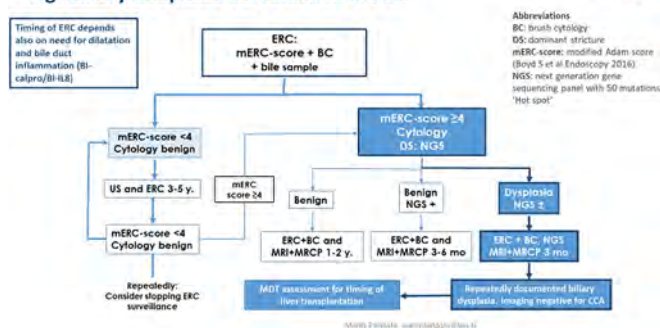 Timing of ERC depends
also on need for dilatation
and bile duct
inflammation (BI-
calpro/BI-IL8)
ERC:
mERC-score + BC
+ bile sample
Abbreviations
BC: brush cytology
DS: dominant stricture
mERC-score: modified Adam score
(Boyd S et al Endoscopy 2016)
NGS: next generation gene
sequencing panel with 50 mutations
'Hot spot'
mERC-score <4
Cytology benign
mERC-score ≥4
Cytology
DS: NGS
US and ERC 3-5 y.
mERC
score ≥4
Benign
Benign
NGS +
Dysplasia
NGS ±
mERC-score <4
Cytology benign
ERC+BC and
MRI+MRCP 1-2 y.
ERC+BC and
MRI+MRCP 3-6 mo
ERC + BC, NGS
MRI+MRCP 3 mo
Repeatedly:
Consider stopping ERC
surveillance
MDT assessment for timing of
liver transplantation
Repeatedly documented biliary
dysplasia. Imaging negative for CCA